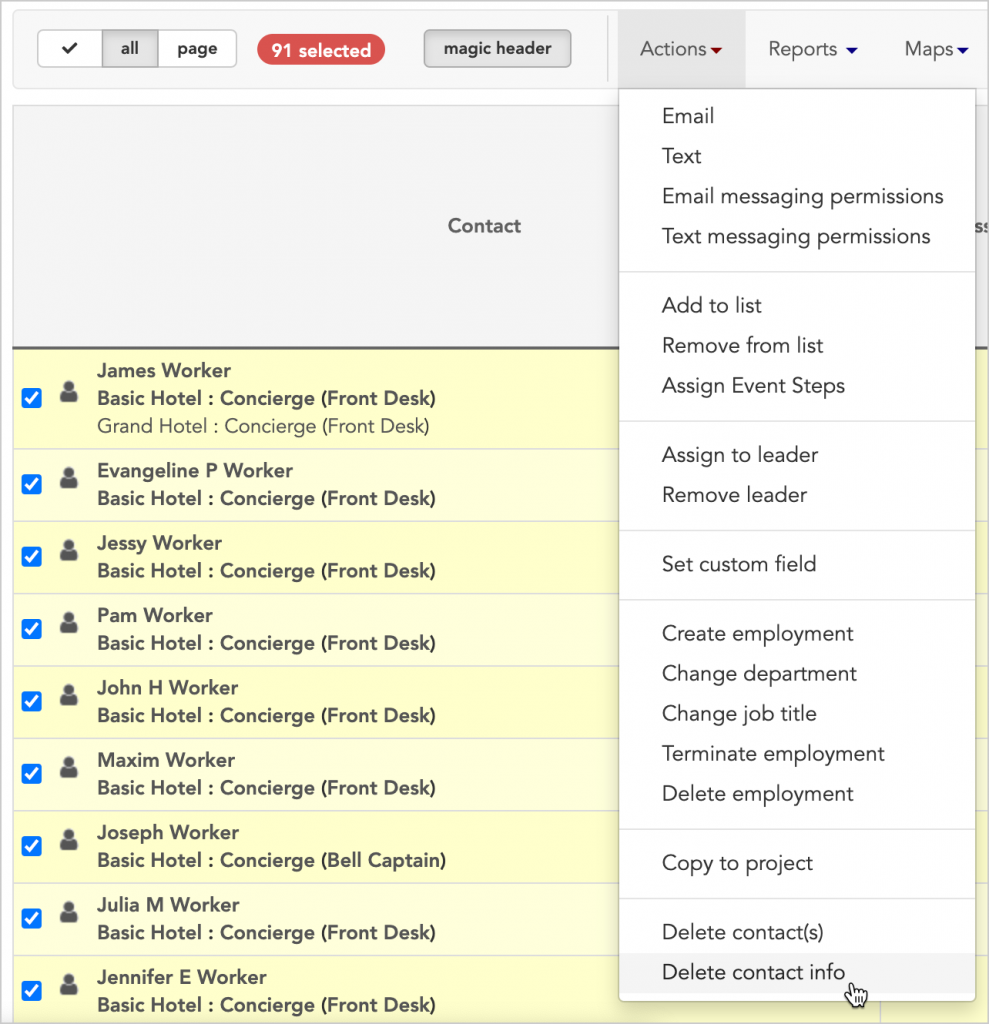 all page 91 selected magic header Actions Reports Maps
Contact
James Worker
Basic Hotel : Concierge (Front Desk)
Grand Hotel : Concierge (Front Desk)
Evangeline P Worker
Basic Hotel : Concierge (Front Desk)
Jessy Worker
Basic Hotel : Concierge (Front Desk)
Pam Worker
Basic Hotel : Concierge (Front Desk)
John H Worker
Basic Hotel : Concierge (Front Desk)
Maxim Worker
Basic Hotel : Concierge (Front Desk)
Joseph Worker
Basic Hotel : Concierge (Bell Captain)
Julia M Worker
Basic Hotel : Concierge (Front Desk)
Jennifer E Worker
Basic Hotel : Concierge (Front Desk)
Email
Text
Email messaging permissions
Text messaging permissions
Add to list
Remove from list
Assign Event Steps
Assign to leader
Remove leader
Set custom field
Create employment
Change department
Change job title
Terminate employment
Delete employment
Copy to project
Delete contact(s)
Delete contact info